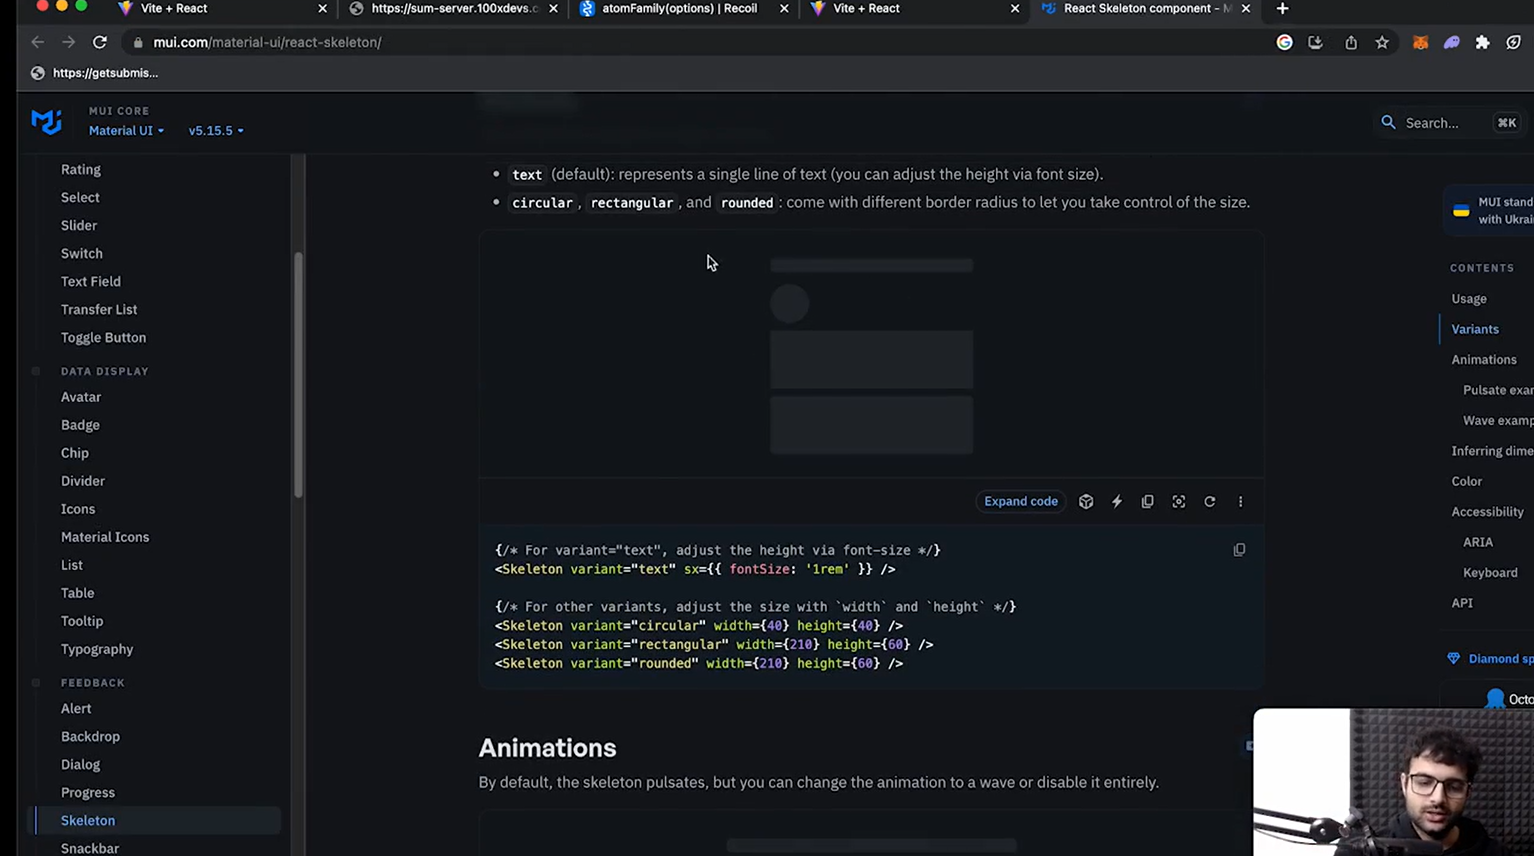 Vite + React
https://sum-server.100xdevs.c
atomFamily(options) | Recoil
Vite + React
React Skeleton component - M
mui.com/material-ui/react-skeleton/
https://getsubmis...
MUI CORE
Material UI
v5.15.5
Search...
⌘K
Rating
Select
Slider
Switch
Text Field
Transfer List
Toggle Button
DATA DISPLAY
Avatar
Badge
Chip
Divider
Icons
Material Icons
List
Table
Tooltip
Typography
FEEDBACK
Alert
Backdrop
Dialog
Progress
Skeleton
Snackbar
• text (default): represents a single line of text (you can adjust the height via font size).
• circular, rectangular, and rounded: come with different border radius to let you take control of the size.
Expand code
{/* For variant="text", adjust the height via font-size */}
<Skeleton variant="text" sx={{ fontSize: '1rem' }} />
{/* For other variants, adjust the size with `width` and `height` */}
<Skeleton variant="circular" width={40} height={40} />
<Skeleton variant="rectangular" width={210} height={60} />
<Skeleton variant="rounded" width={210} height={60} />
Animations
By default, the skeleton pulsates, but you can change the animation to a wave or disable it entirely.
MUI stand
with Ukrai
CONTENTS
Usage
Variants
Animations
Pulsate exa
Wave examp
Inferring dime
Color
Accessibility
ARIA
Keyboard
API
Diamond sp
Octo